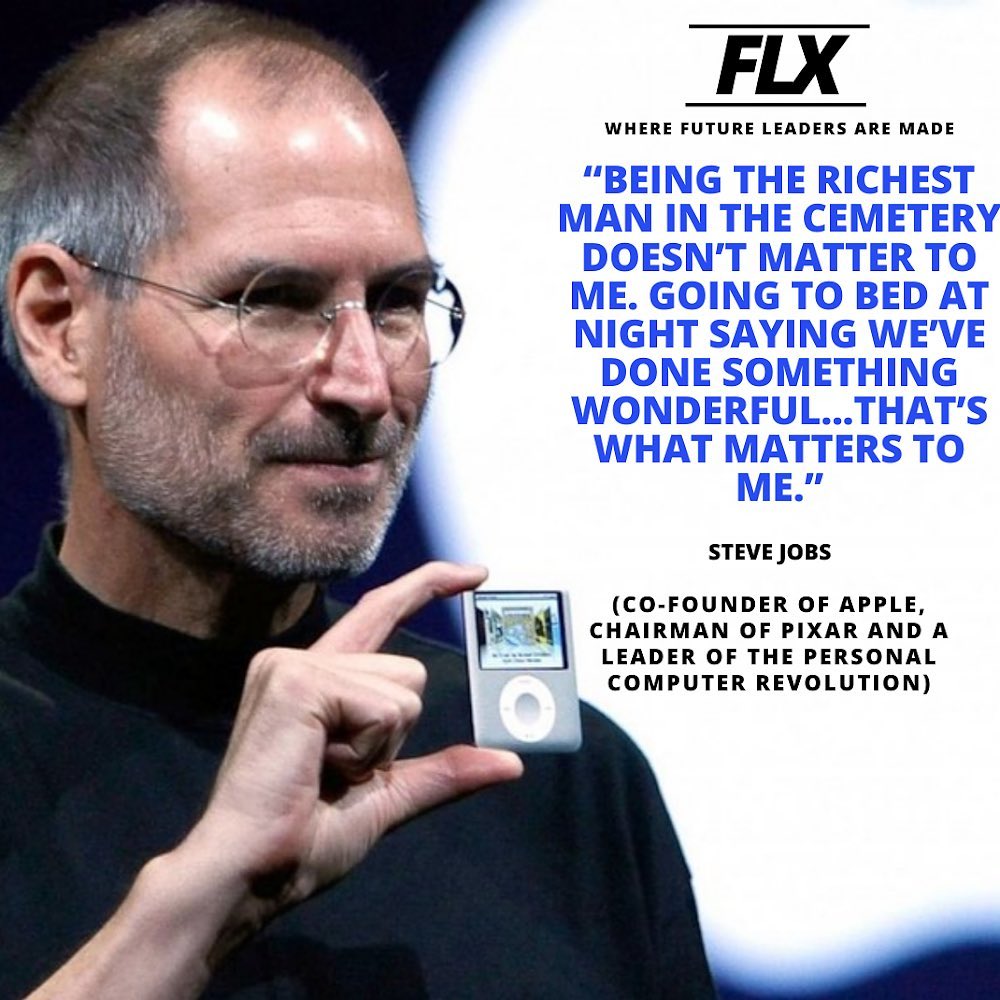 FLX
WHERE FUTURE LEADERS ARE MADE
“BEING THE RICHEST
MAN IN THE CEMETERY
DOESN’T MATTER TO
ME. GOING TO BED AT
NIGHT SAYING WE’VE
DONE SOMETHING
WONDERFUL...THAT’S
WHAT MATTERS TO
ME.”
STEVE JOBS
(CO-FOUNDER OF APPLE,
CHAIRMAN OF PIXAR AND A
LEADER OF THE PERSONAL
COMPUTER REVOLUTION)